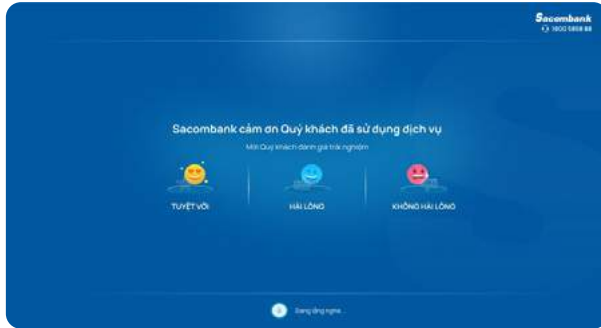 Sacombank
1800 5858 88
Sacombank cảm ơn Quý khách đã sử dụng dịch vụ
Mời Quý khách đánh giá trải nghiệm
TUYỆT VỜI
HÀI LÒNG
KHÔNG HÀI LÒNG
Đang lắng nghe...